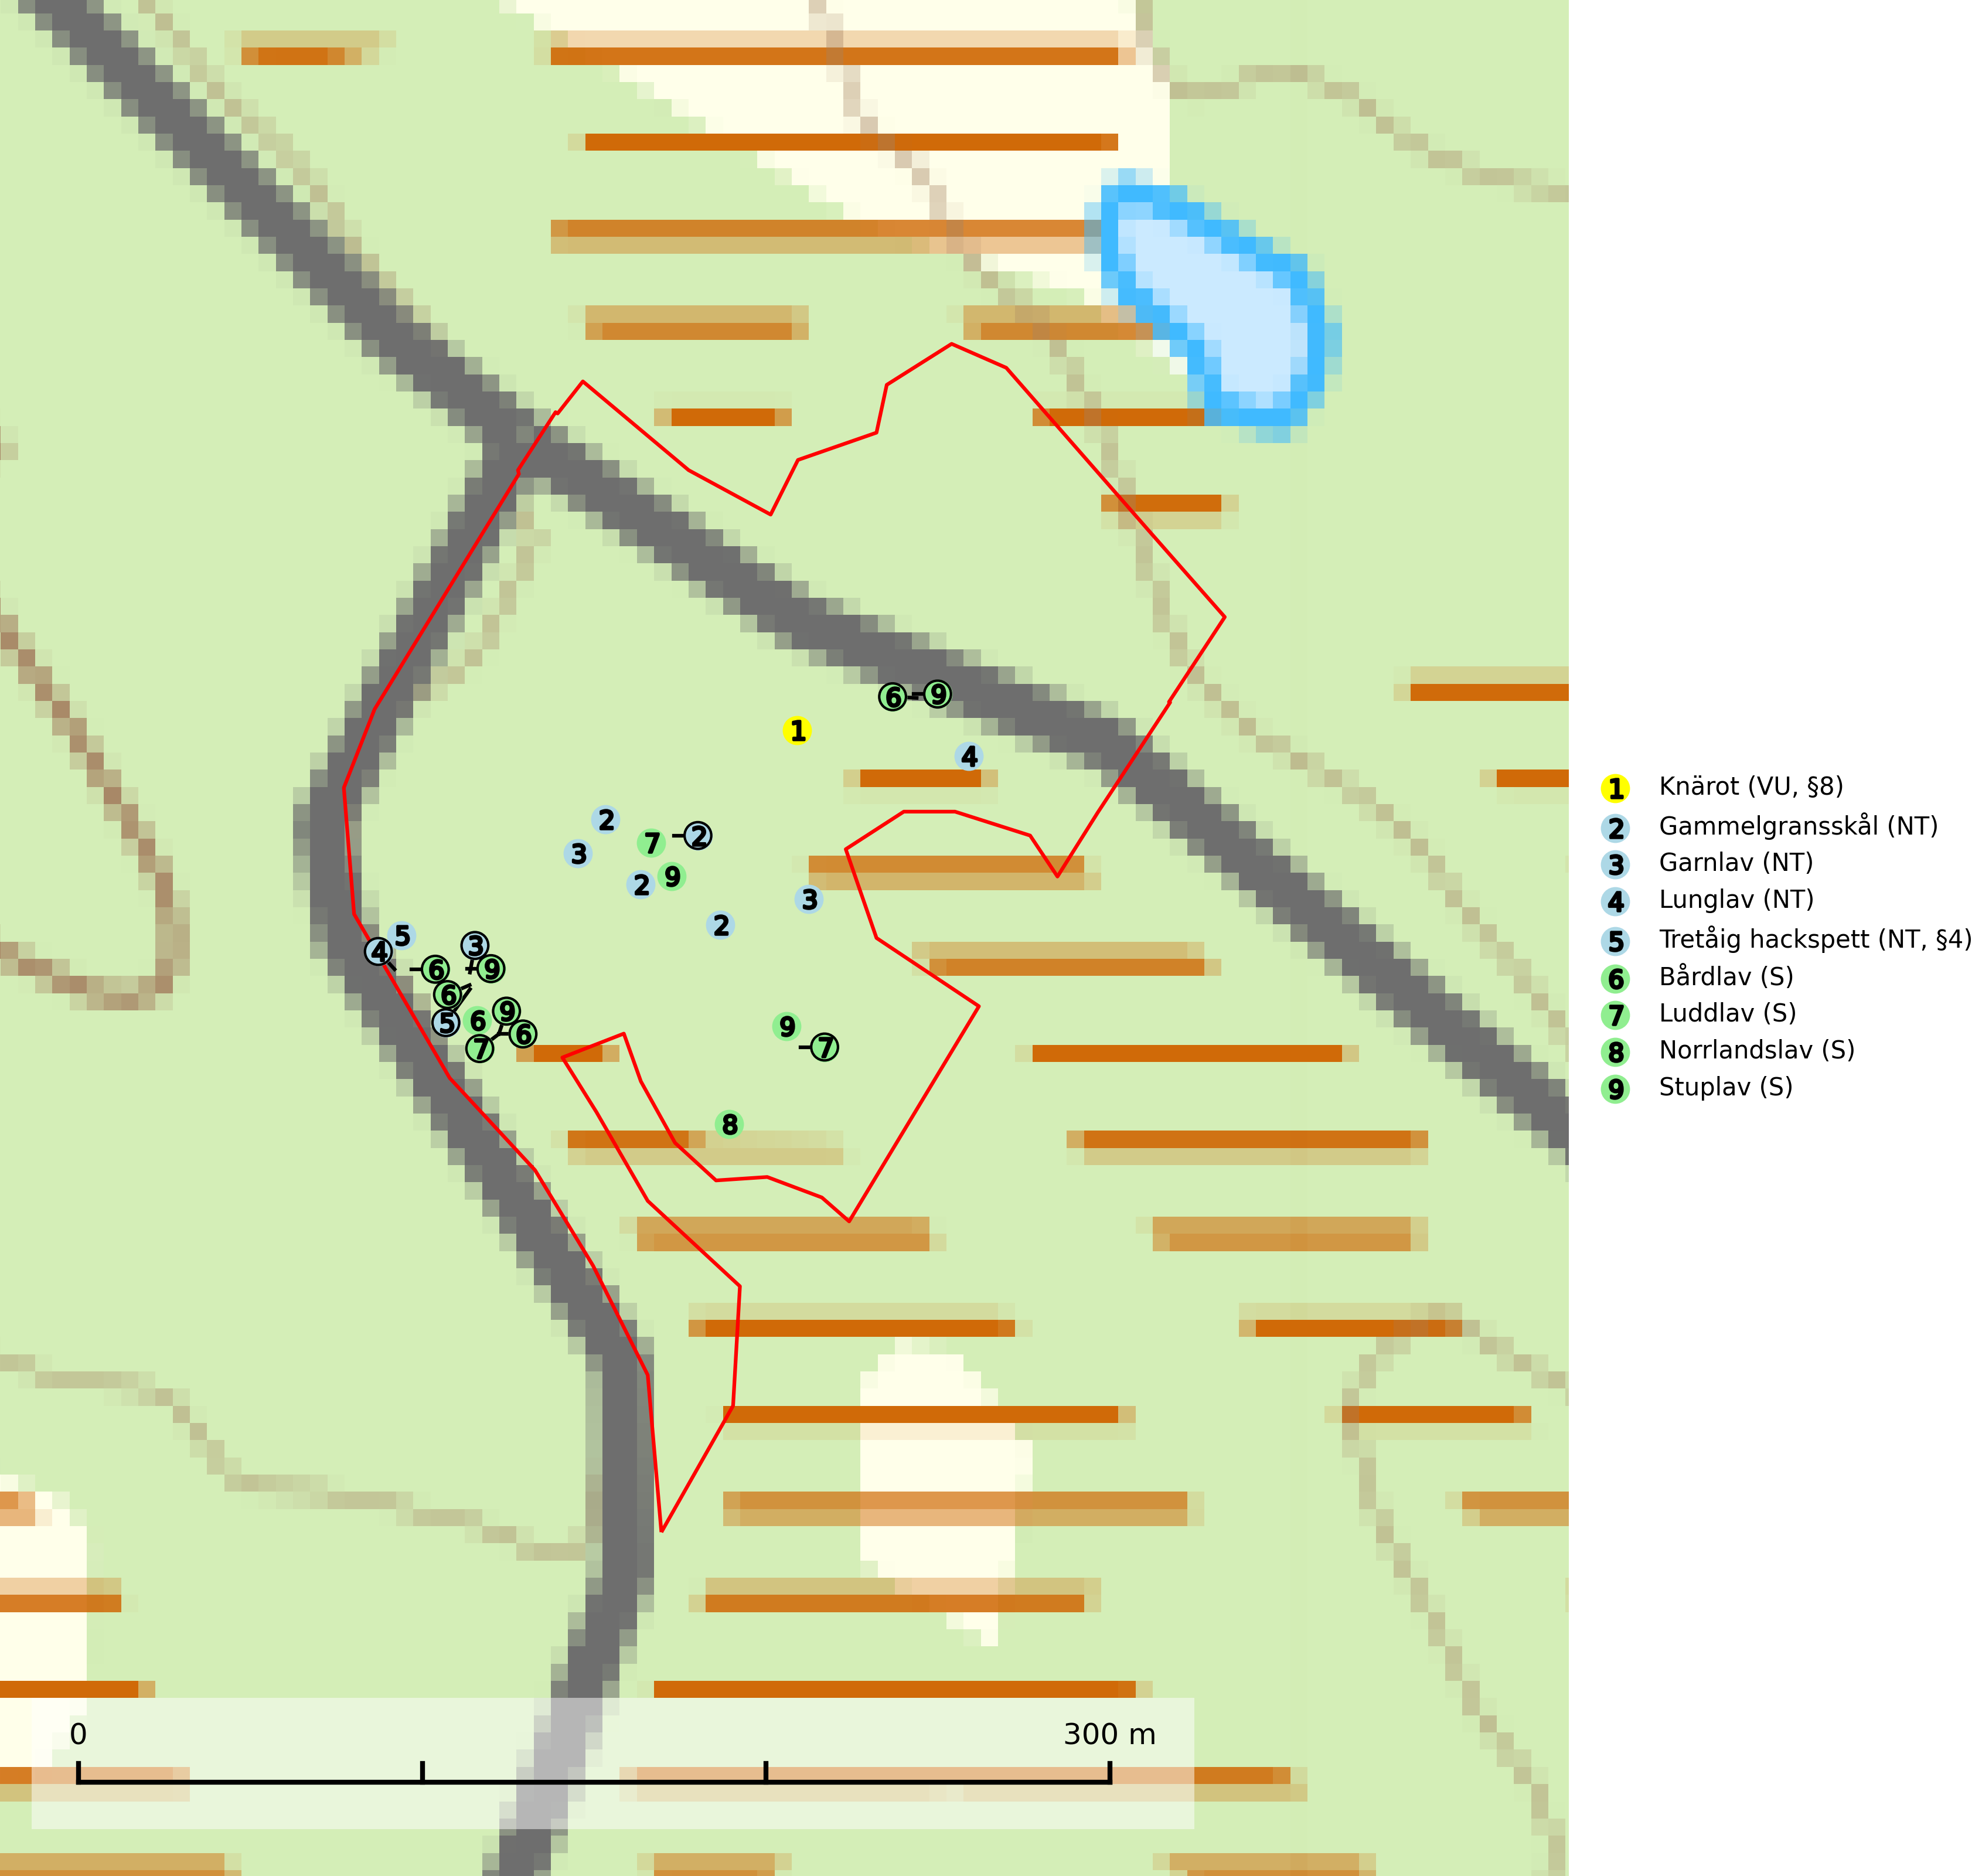 6 9
1
4
2
7 2
3
9
2
3
2
5
4 3
6 9
6
9
5 6
6
7
9
7
8
1 Knärot (VU, §8)
2 Gammelgransskål (NT)
3 Garnlav (NT)
4 Lunglav (NT)
5 Tretåig hackspett (NT, §4)
6 Bårdlav (S)
7 Luddlav (S)
8 Norrlandslav (S)
9 Stuplav (S)
0 300 m